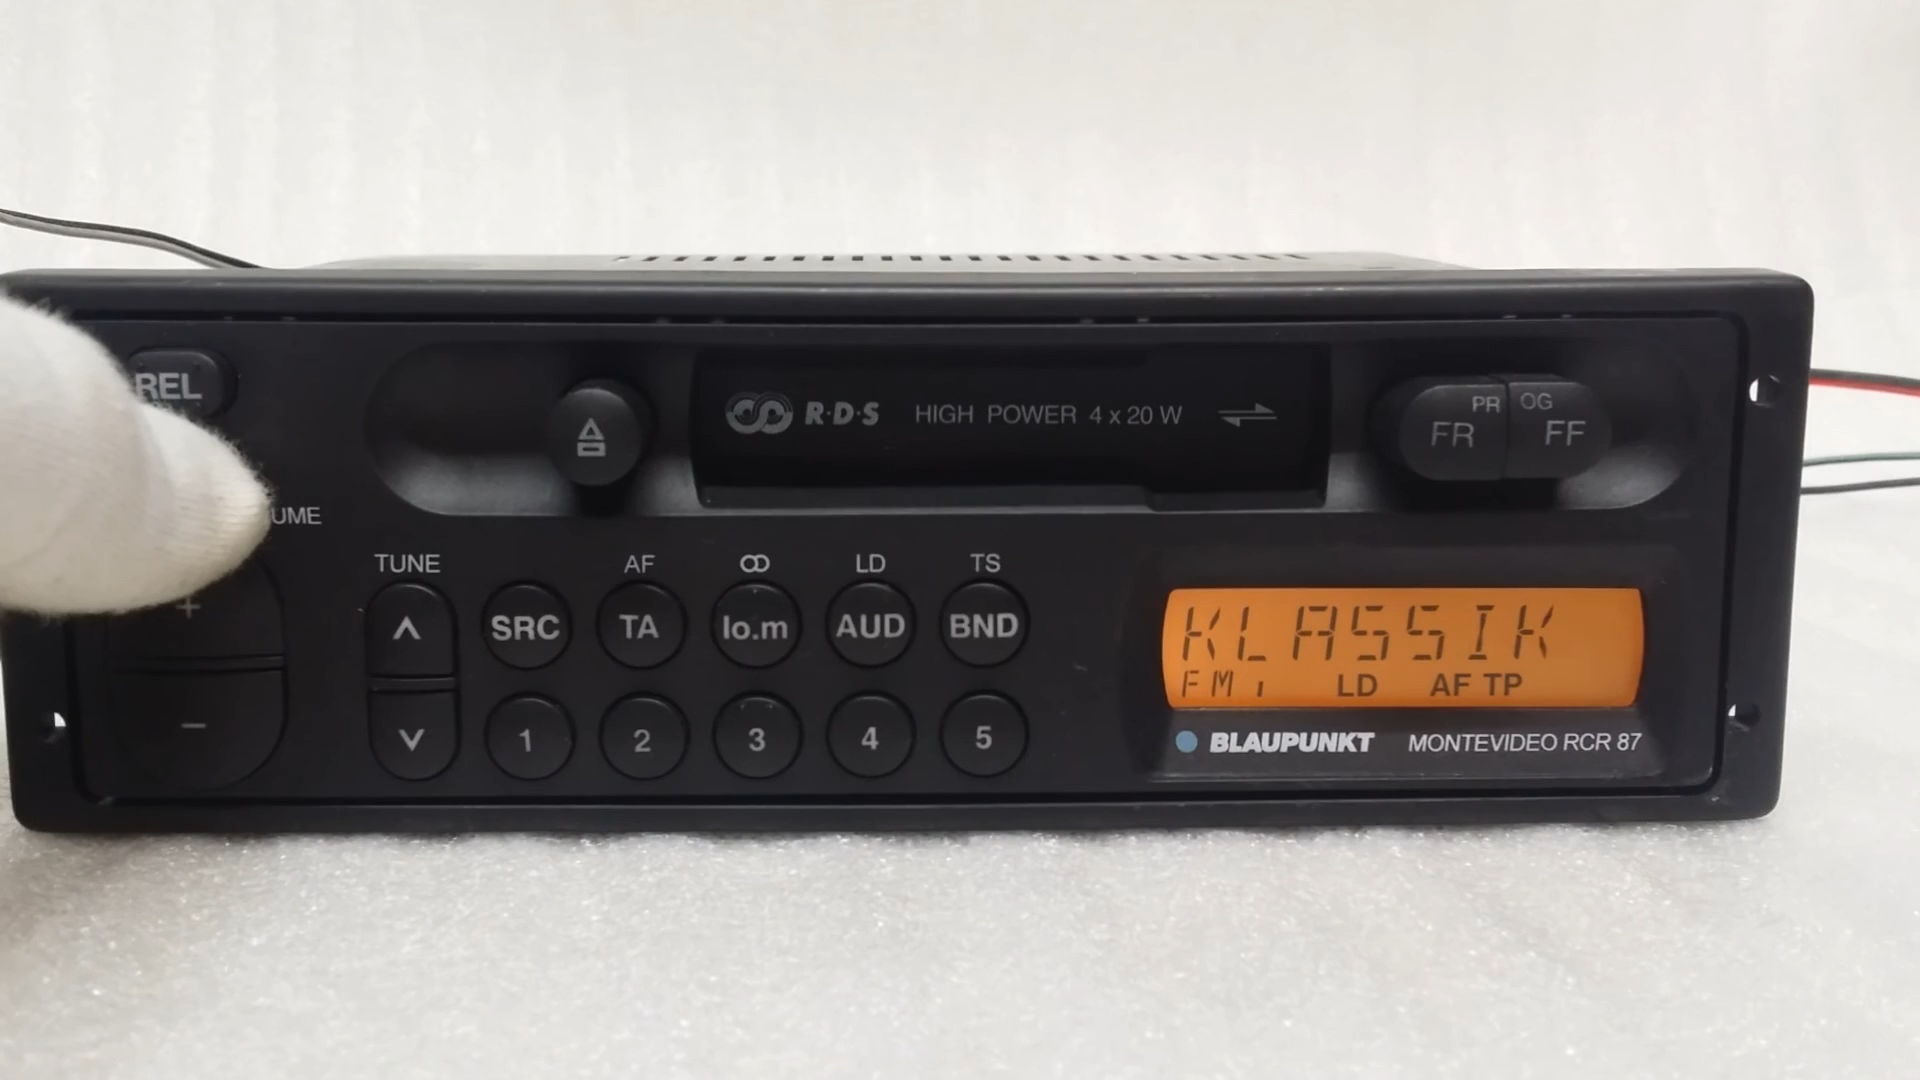 REL
UME
R·D·S HIGH POWER 4 x 20 W
PR OG
FR FF
TUNE AF LD TS
SRC TA lo.m AUD BND
1 2 3 4 5
+
−
KLASSIK
FM1 LD AF TP
BLAUPUNKT MONTEVIDEO RCR 87